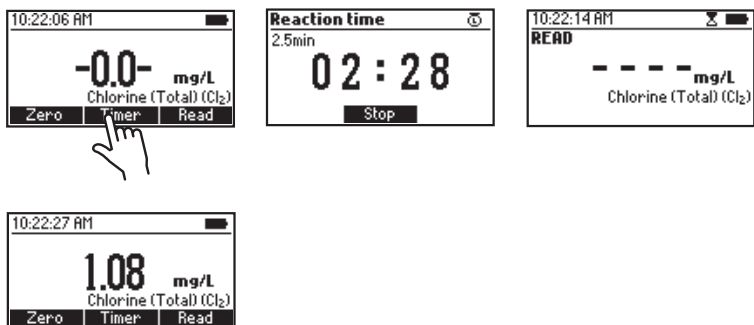 10:22:06 AM
-0.0- mg/L
Chlorine (Total) (Cl₂)
Zero Timer Read
Reaction time
2.5min
02:28
Stop
10:22:14 AM
READ
---- mg/L
Chlorine (Total) (Cl₂)
10:22:27 AM
1.08 mg/L
Chlorine (Total) (Cl₂)
Zero Timer Read